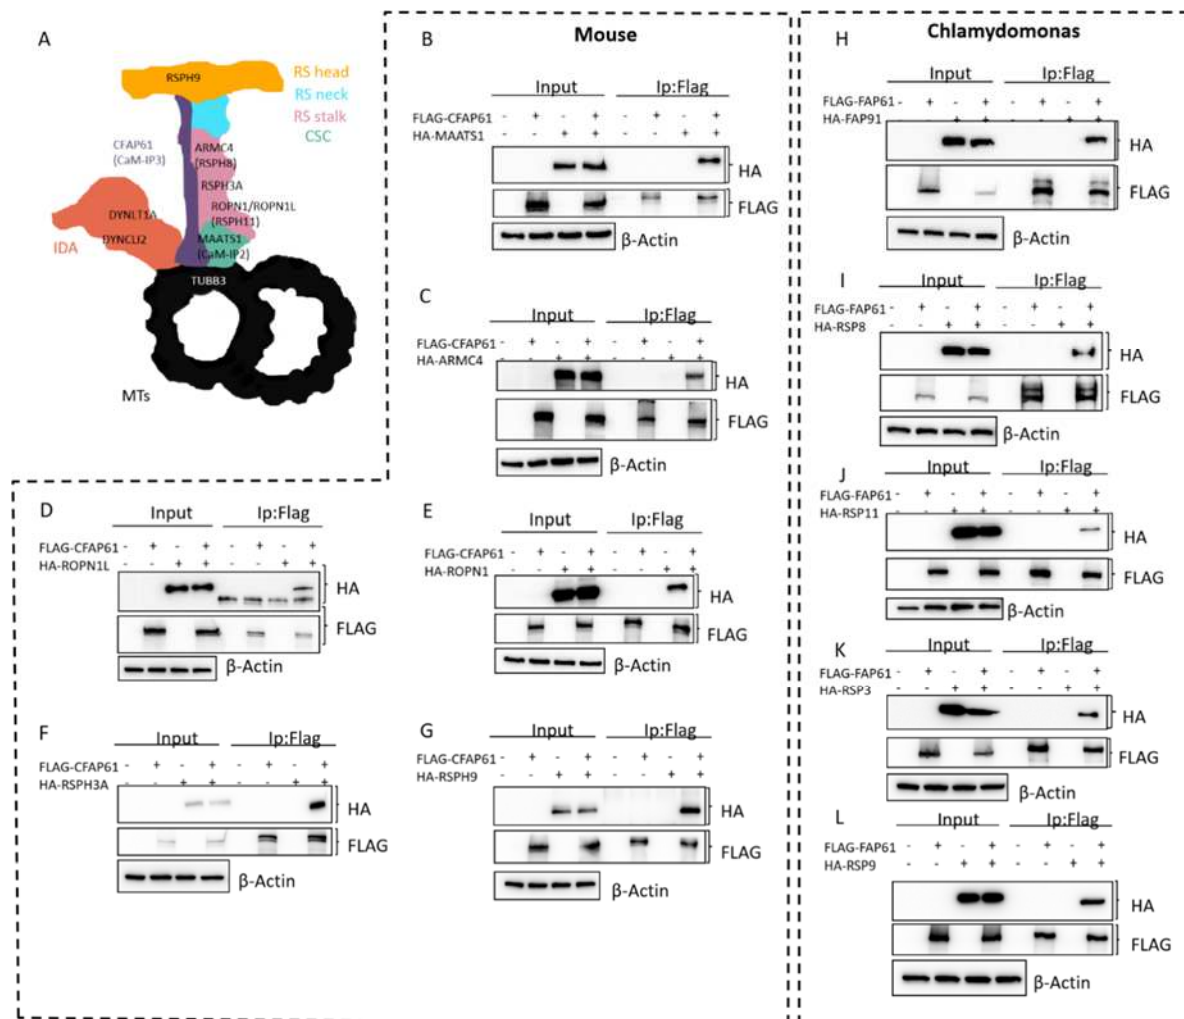 A
RSPH9
RS head
RS neck
RS stalk
CSC
CFAP61
(CaM-IP3)
ARMC4
(RSPH8)
RSPH3A
ROPN1/ROPN1L
(RSPH11)
DYNLT1A
DYNCLI2
IDA
MAATS1
(CaM-IP2)
TUBB3
MTs
Mouse
B
Input Ip:Flag
FLAG-CFAP61 - + - + - + - +
HA-MAATS1 - - + + - - + +
HA
FLAG
β-Actin
C
Input Ip:Flag
FLAG-CFAP61 - + - + - + - +
HA-ARMC4 - - + + - - + +
HA
FLAG
β-Actin
D
Input Ip:Flag
FLAG-CFAP61 - + - + - + - +
HA-ROPN1L - - + + - - - +
HA
FLAG
β-Actin
E
Input Ip:Flag
FLAG-CFAP61 - + - + - + - +
HA-ROPN1 - - + + - - + +
HA
FLAG
β-Actin
F
Input Ip:Flag
FLAG-CFAP61 - + - + - + - +
HA-RSPH3A - - + + - - + +
HA
FLAG
β-Actin
G
Input Ip:Flag
FLAG-CFAP61 - + - + - + - +
HA-RSPH9 - - + + - - + +
HA
FLAG
β-Actin
Chlamydomonas
H
Input Ip:Flag
FLAG-FAP61 - + - + - + - +
HA-FAP91 - - + + - - + +
HA
FLAG
β-Actin
I
Input Ip:Flag
FLAG-FAP61 - + - + - + - +
HA-RSP8 - - + + - - + +
HA
FLAG
β-Actin
J
Input Ip:Flag
FLAG-FAP61 - + - + - + - +
HA-RSP11 - - + + - - + +
HA
FLAG
β-Actin
K
Input Ip:Flag
FLAG-FAP61 - + - + - + - +
HA-RSP3 - - + + - - + +
HA
FLAG
β-Actin
L
Input Ip:Flag
FLAG-FAP61 - + - + - + - +
HA-RSP9 - - + + - - + +
HA
FLAG
β-Actin